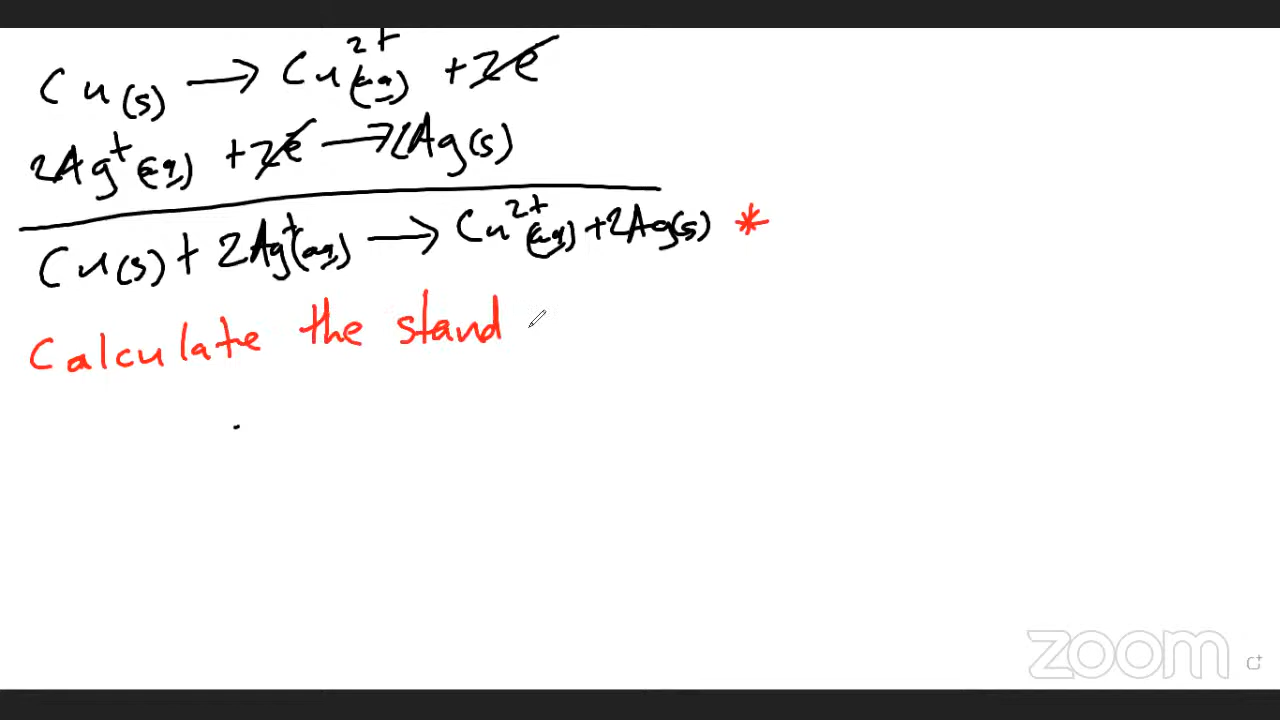 Cu(s) → Cu²⁺(aq) + 2e
2Ag⁺(aq) + 2e → 2Ag(s)
Cu(s) + 2Ag⁺(aq) → Cu²⁺(aq) + 2Ag(s) *
Calculate the stand
zoom